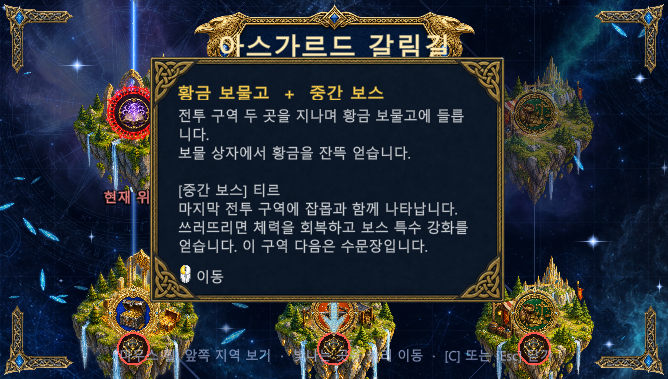 아스가르드 갈림길
황금 보물고 + 중간 보스
전투 구역 두 곳을 지나며 황금 보물고에 들릅
니다.
보물 상자에서 황금을 잔뜩 얻습니다.
[중간 보스] 티르
마지막 전투 구역에 잡몹과 함께 나타납니다.
쓰러뜨리면 체력을 회복하고 보스 특수 강화를
얻습니다. 이 구역 다음은 수문장입니다.
이동
현재 위
앞쪽 지역 보기 · 이동 · [C] 또는 [Esc]